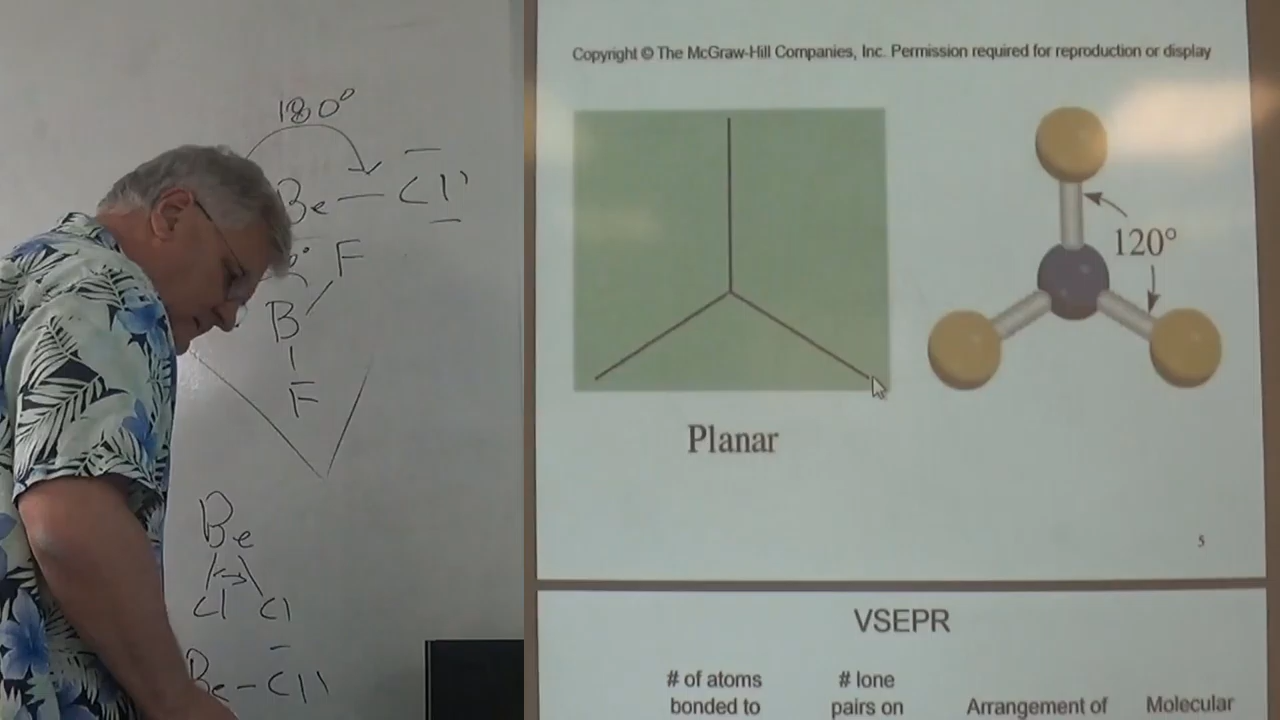 180°
Be — Cl
F
B
F
Be
Cl Cl
Be - Cl
Copyright © The McGraw-Hill Companies, Inc. Permission required for reproduction or display
120°
Planar
5
VSEPR
# of atoms
bonded to
# lone
pairs on
Arrangement of
Molecular